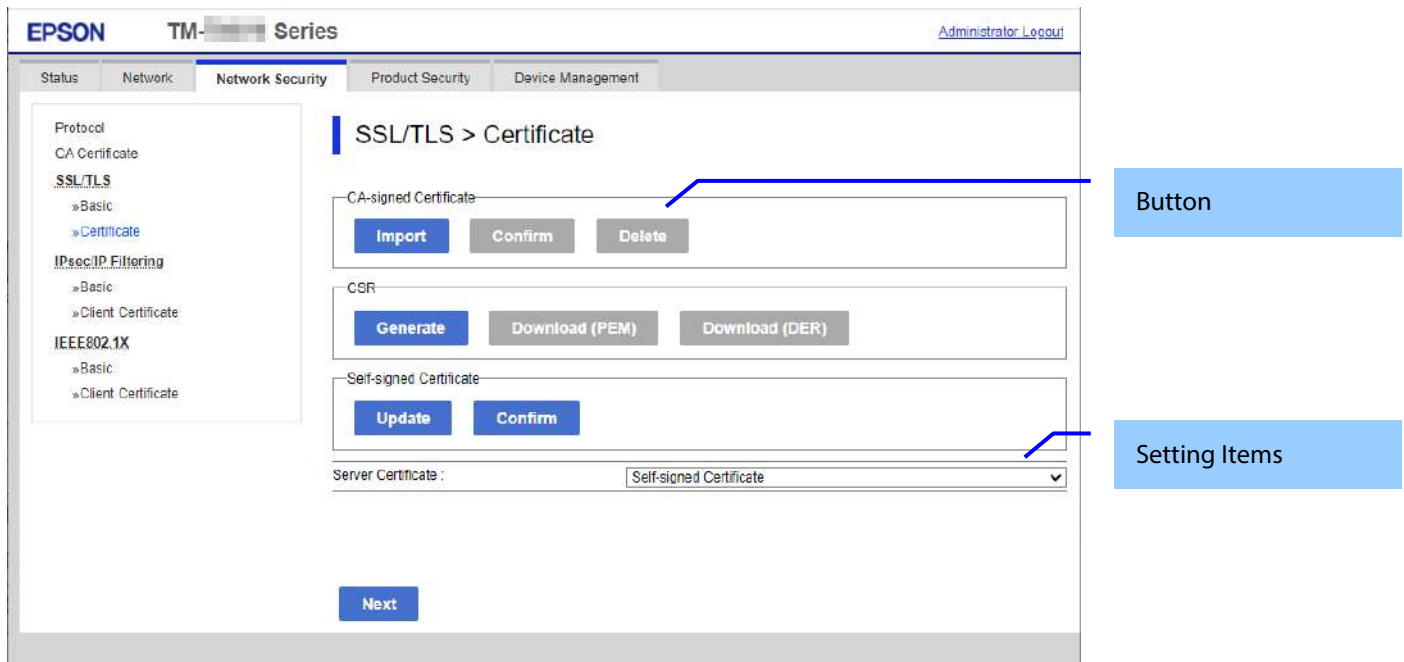 EPSON TM- Series Administrator Logout
Status Network Network Security Product Security Device Management
Protocol
CA Certificate
SSL/TLS
»Basic
»Certificate
IPsec/IP Filtering
»Basic
»Client Certificate
IEEE802.1X
»Basic
»Client Certificate
SSL/TLS > Certificate
CA-signed Certificate
Import Confirm Delete
CSR
Generate Download (PEM) Download (DER)
Self-signed Certificate
Update Confirm
Server Certificate : Self-signed Certificate
Next
Button
Setting Items